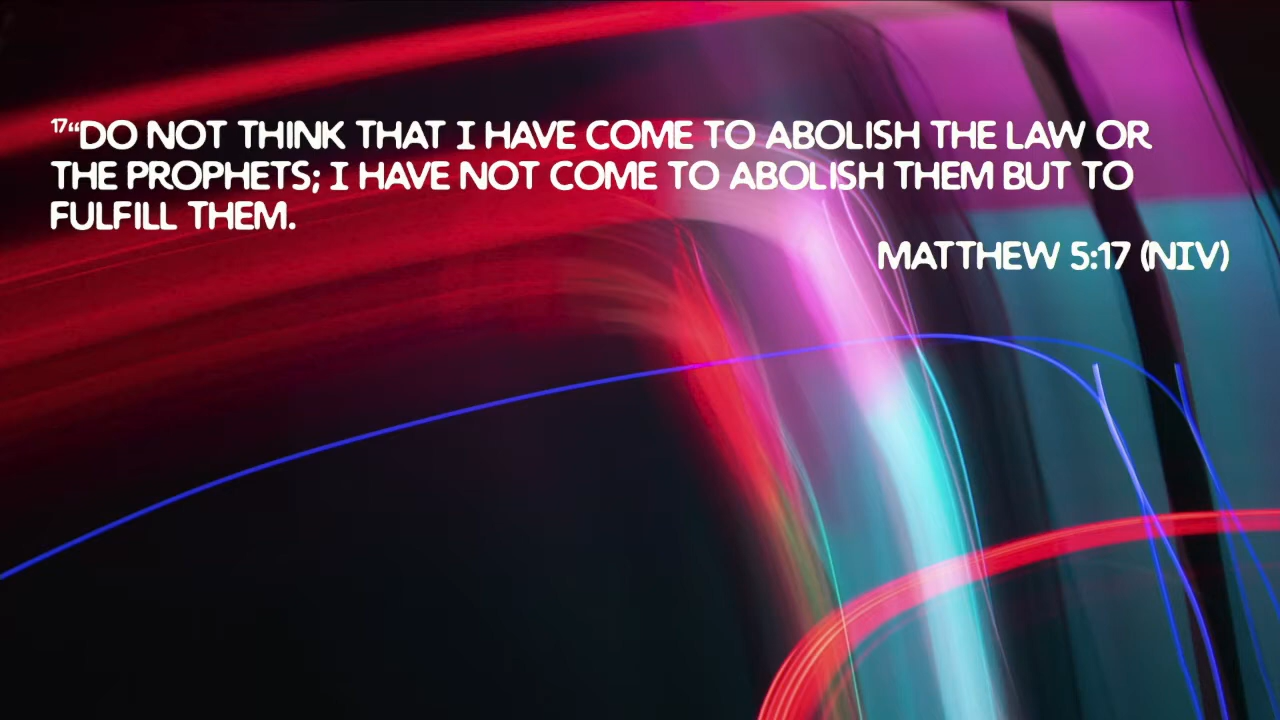 ¹⁷“DO NOT THINK THAT I HAVE COME TO ABOLISH THE LAW OR
THE PROPHETS; I HAVE NOT COME TO ABOLISH THEM BUT TO
FULFILL THEM.
MATTHEW 5:17 (NIV)